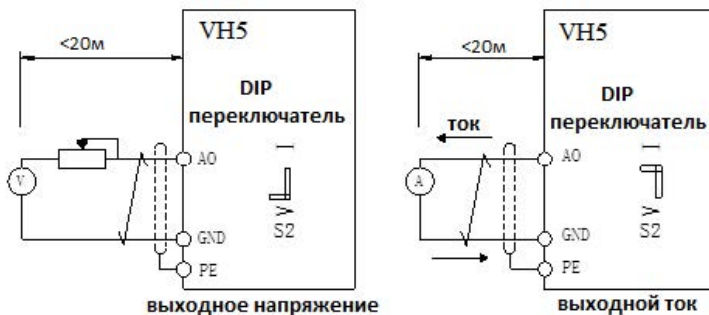 VH5
<20м
DIP
переключатель
I
AO
V
V
S2
GND
PE
выходное напряжение
VH5
<20м
DIP
переключатель
ток
I
AO
A
V
S2
GND
PE
выходной ток